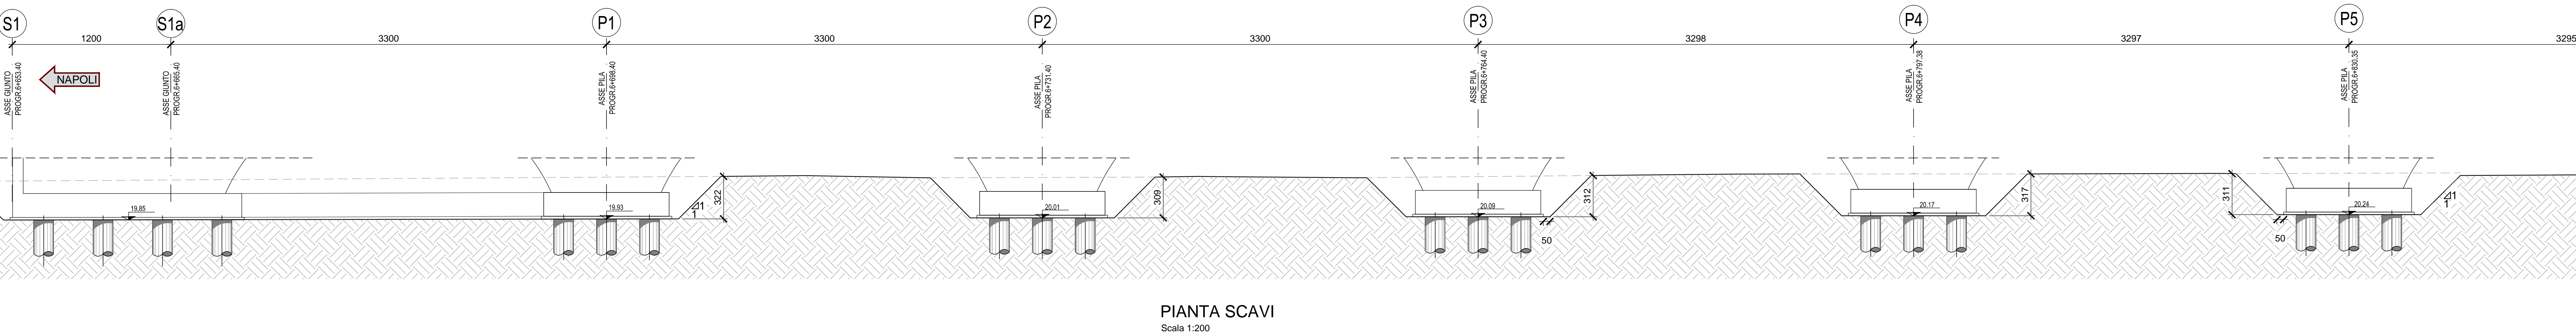 S1
S1a
P1
P2
P3
P4
P5
1200
3300
3300
3300
3298
3297
3295
NAPOLI
ASSE GIUNTO
PROGR.6+653.40
ASSE GIUNTO
PROGR.6+665.40
ASSE PILA
PROGR.6+698.40
ASSE PILA
PROGR.6+731.40
ASSE PILA
PROGR.6+764.40
ASSE PILA
PROGR.6+797.38
ASSE PILA
PROGR.6+830.35
19.85
19.93
1
1
322
20.01
309
20.09
50
312
20.17
317
311
50
20.24
1
1
PIANTA SCAVI
Scala 1:200